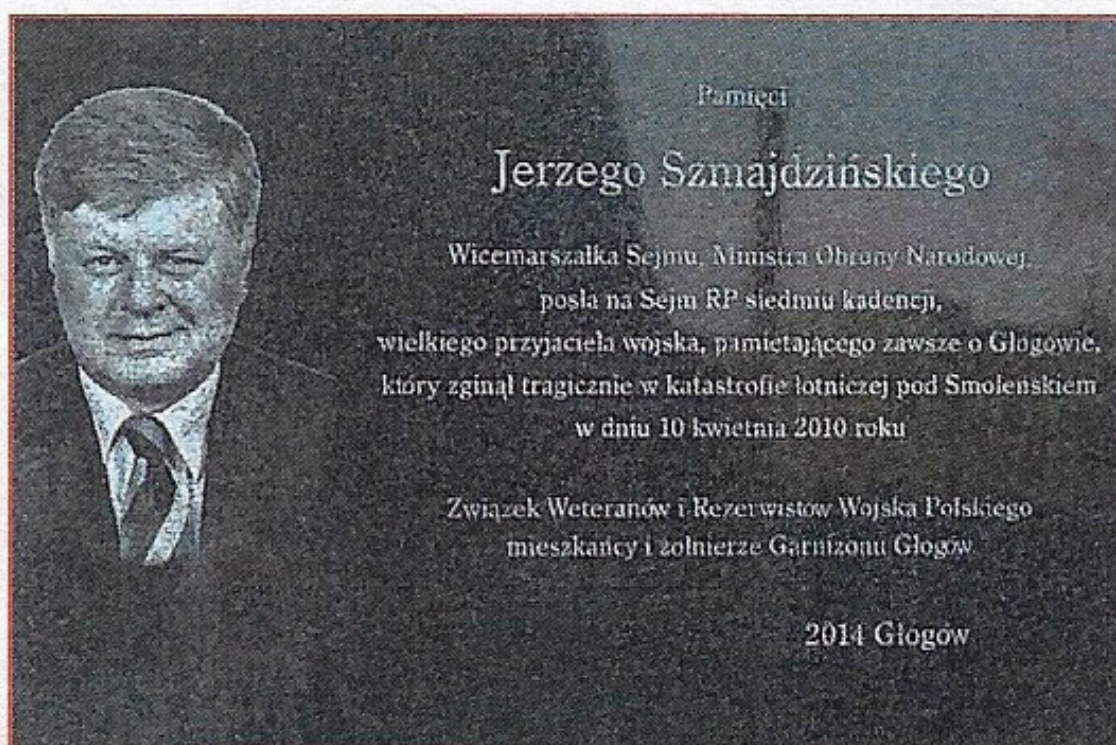 Pamięci
Jerzego Szmajdzińskiego
Wicemarszałka Sejmu, Ministra Obrony Narodowej,
posła na Sejm RP siedmiu kadencji,
wielkiego przyjaciela wojska, pamiętającego zawsze o Głogowie,
który zginął tragicznie w katastrofie lotniczej pod Smoleńskiem
w dniu 10 kwietnia 2010 roku
Związek Weteranów i Rezerwistów Wojska Polskiego
mieszkańcy i żołnierze Garnizonu Głogów
2014 Głogów